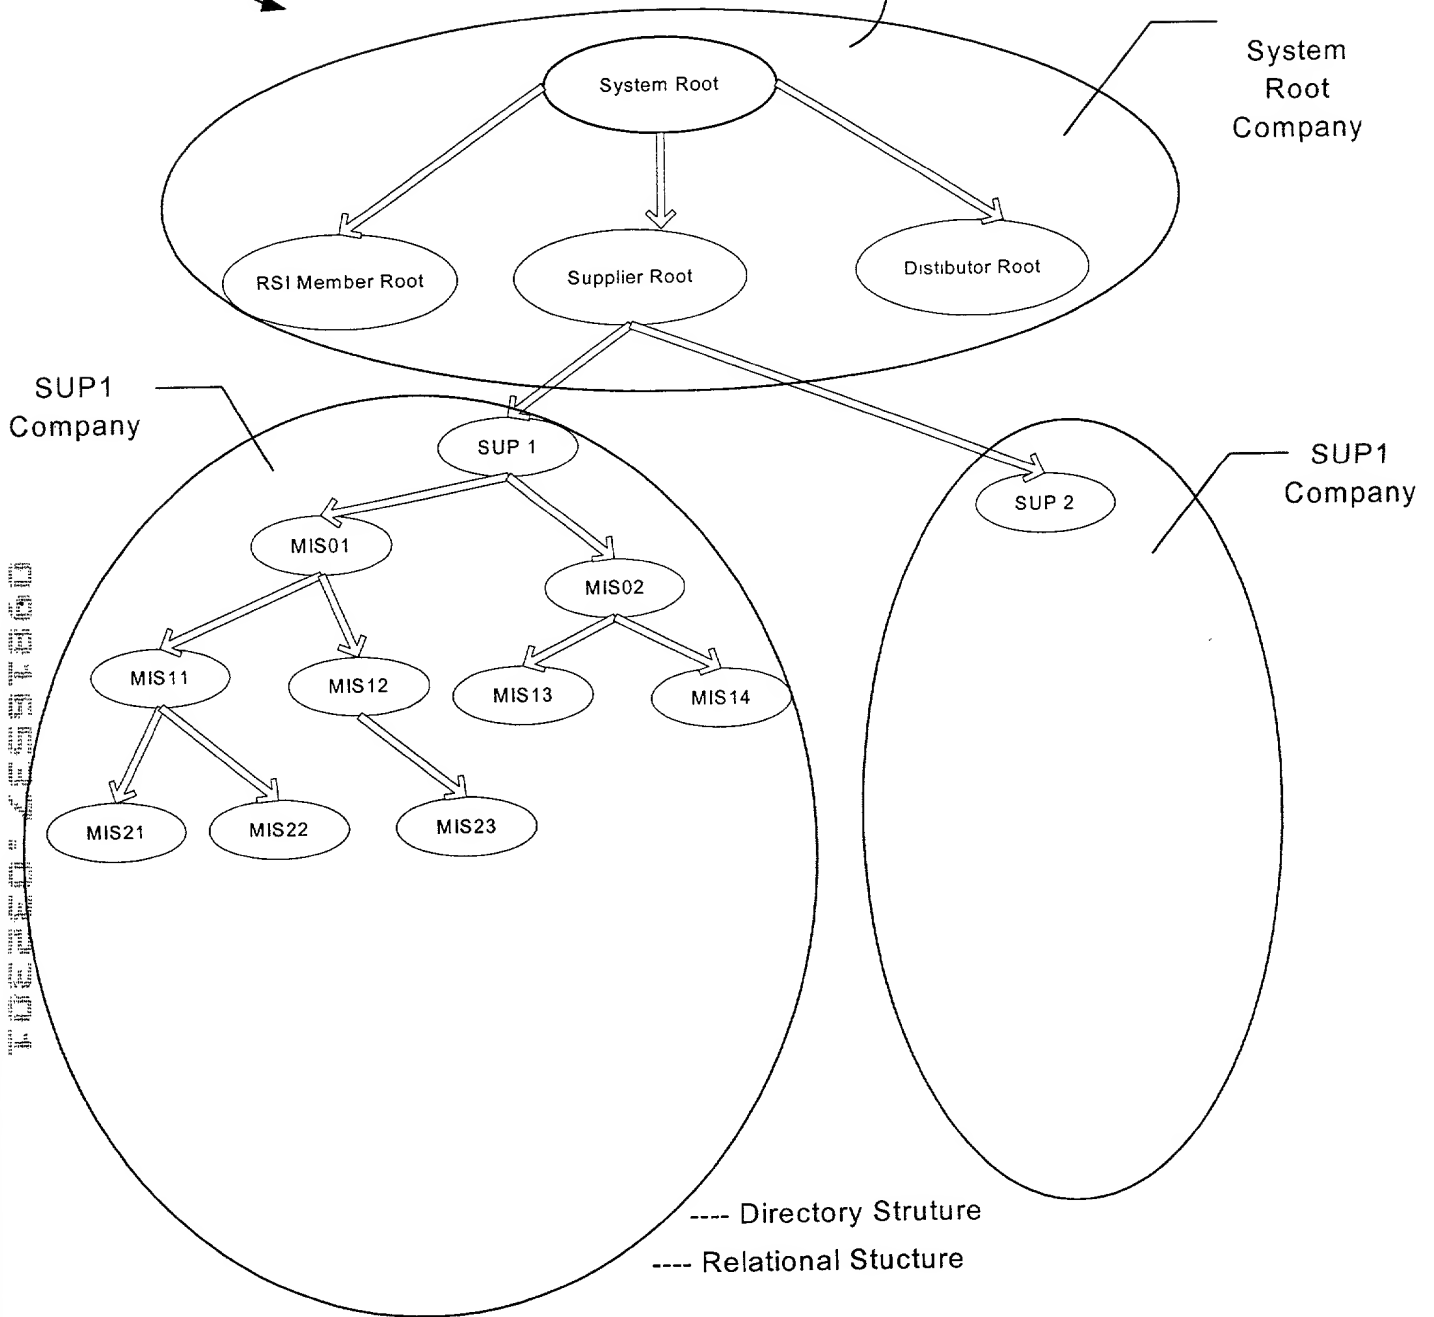 System Root
System
Root
Company
RSI Member Root
Supplier Root
Distibutor Root
SUP1
Company
SUP 1
SUP1
Company
SUP 2
MIS01
MIS02
MIS11
MIS12
MIS13
MIS14
MIS21
MIS22
MIS23
---- Directory Struture
---- Relational Stucture